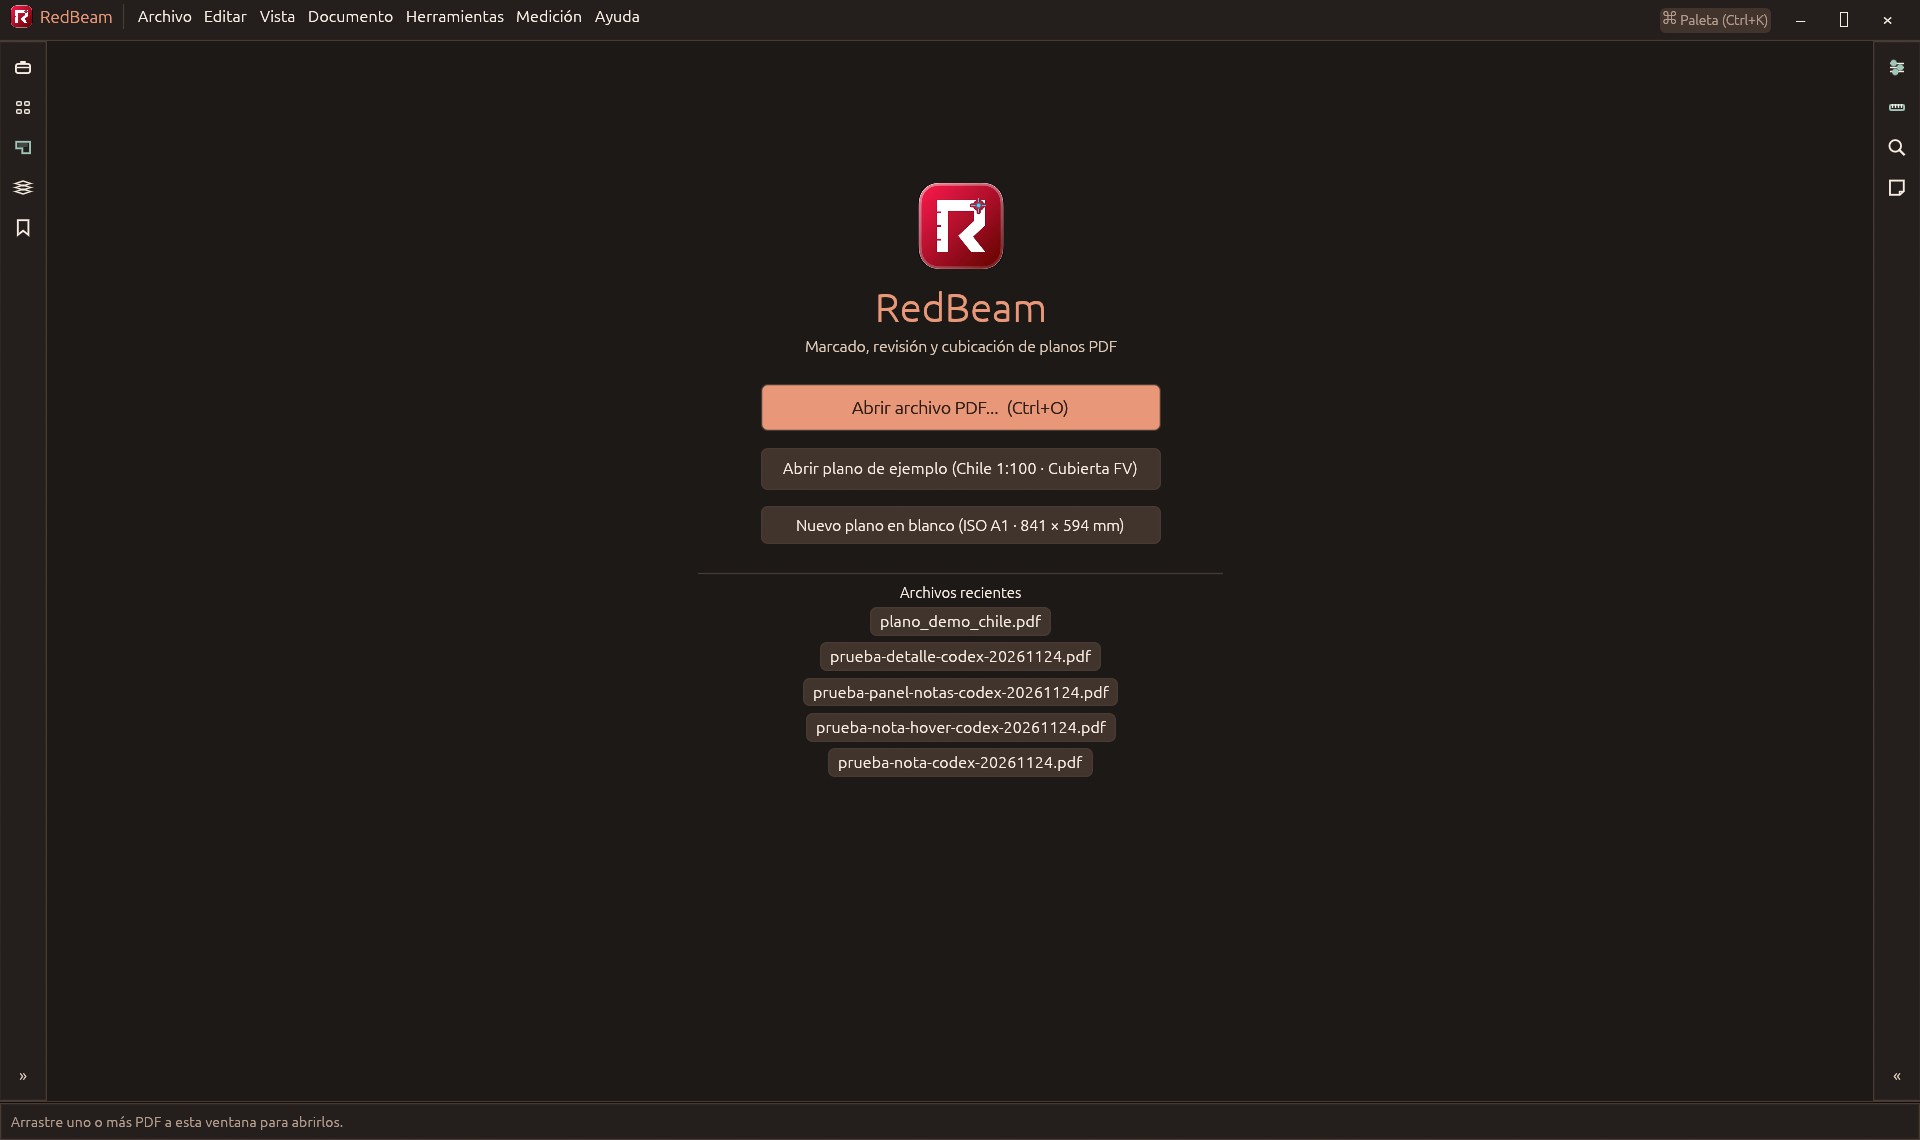 RedBeam Archivo Editar Vista Documento Herramientas Medición Ayuda ⌘ Paleta (Ctrl+K)
RedBeam
Marcado, revisión y cubicación de planos PDF
Abrir archivo PDF... (Ctrl+O)
Abrir plano de ejemplo (Chile 1:100 · Cubierta FV)
Nuevo plano en blanco (ISO A1 · 841 × 594 mm)
Archivos recientes
plano_demo_chile.pdf
prueba-detalle-codex-20261124.pdf
prueba-panel-notas-codex-20261124.pdf
prueba-nota-hover-codex-20261124.pdf
prueba-nota-codex-20261124.pdf
» «
Arrastre uno o más PDF a esta ventana para abrirlos.